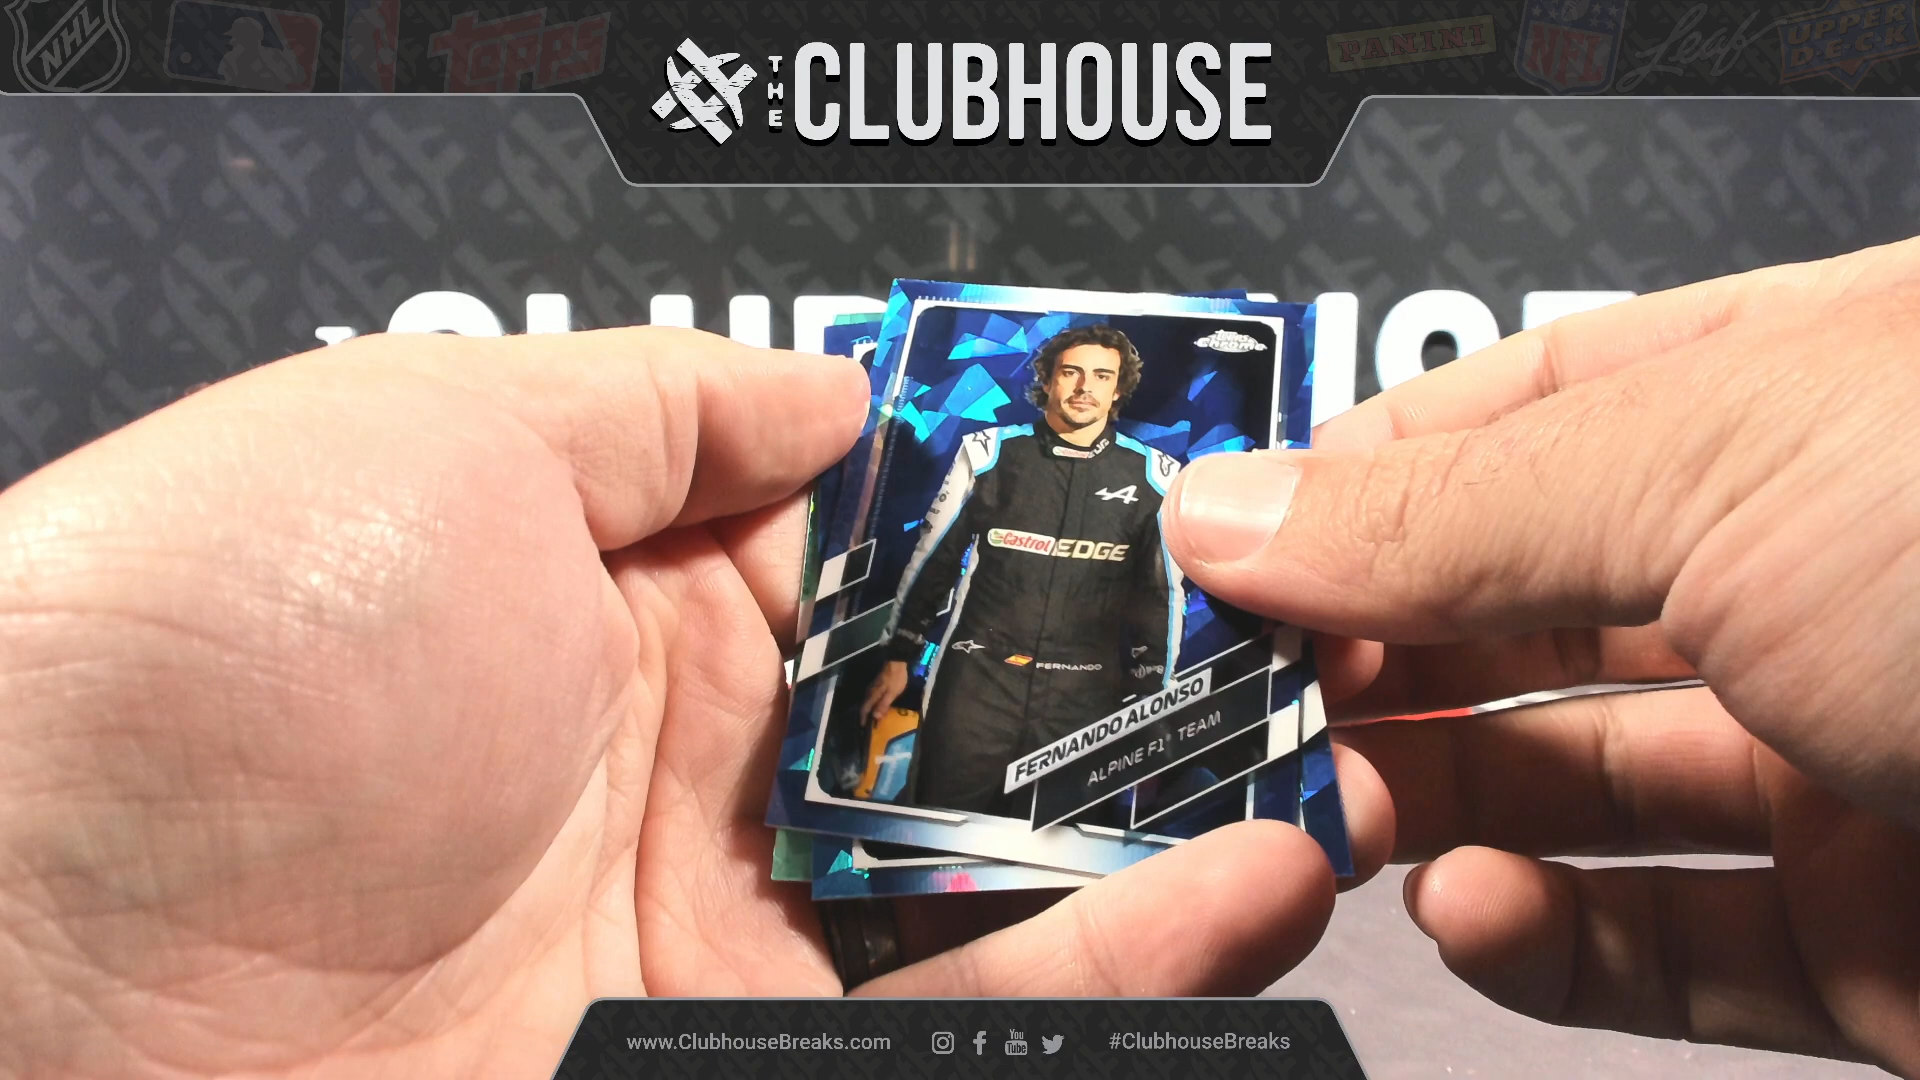 NHL
TOPPS
THE CLUBHOUSE
PANINI
NFL
Leaf
UPPER
DECK
TOPPS
CHROME
Castrol EDGE
FERNANDO
FERNANDO ALONSO
ALPINE F1® TEAM
www.ClubhouseBreaks.com
You
Tube
#ClubhouseBreaks